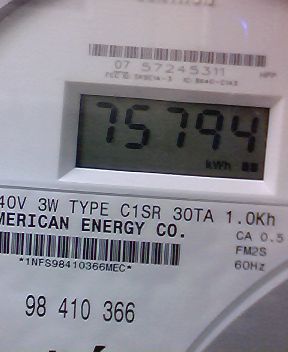 07 57245311
75794
kWh
40V 3W TYPE C1SR 30TA 1.0Kh
MERICAN ENERGY CO.
CA 0.5
FM2S
*1NFS98410366MEC*
60Hz
98 410 366